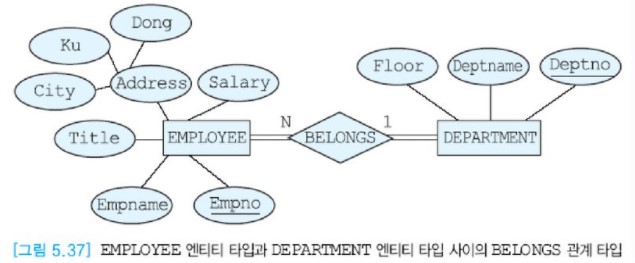 Dong
Ku
City
Address
Salary
Floor
Deptname
Deptno
Title
EMPLOYEE
N
BELONGS
1
DEPARTMENT
Empname
Empno
[그림 5.37] EMPLOYEE 엔티티 타입과 DEPARTMENT 엔티티 타입 사이의 BELONGS 관계 타입